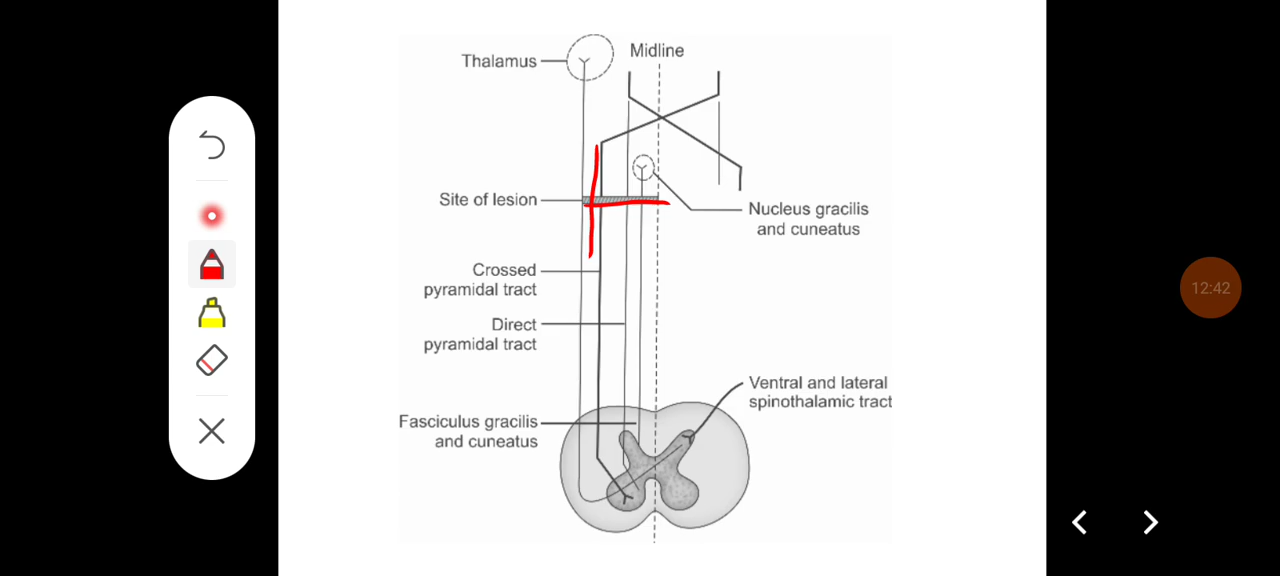 Thalamus
Midline
Site of lesion
Nucleus gracilis
and cuneatus
Crossed
pyramidal tract
Direct
pyramidal tract
Ventral and lateral
spinothalamic tract
Fasciculus gracilis
and cuneatus
12:42